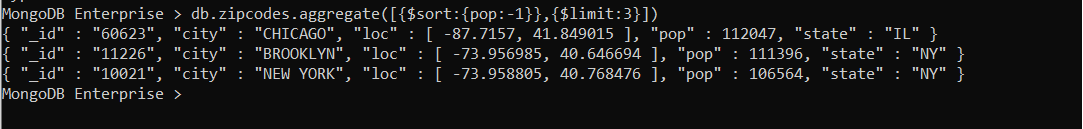 MongoDB Enterprise > db.zipcodes.aggregate([{$sort:{pop:-1}},{$limit:3}])
{ "_id" : "60623", "city" : "CHICAGO", "loc" : [ -87.7157, 41.849015 ], "pop" : 112047, "state" : "IL" }
{ "_id" : "11226", "city" : "BROOKLYN", "loc" : [ -73.956985, 40.646694 ], "pop" : 111396, "state" : "NY" }
{ "_id" : "10021", "city" : "NEW YORK", "loc" : [ -73.958805, 40.768476 ], "pop" : 106564, "state" : "NY" }
MongoDB Enterprise >